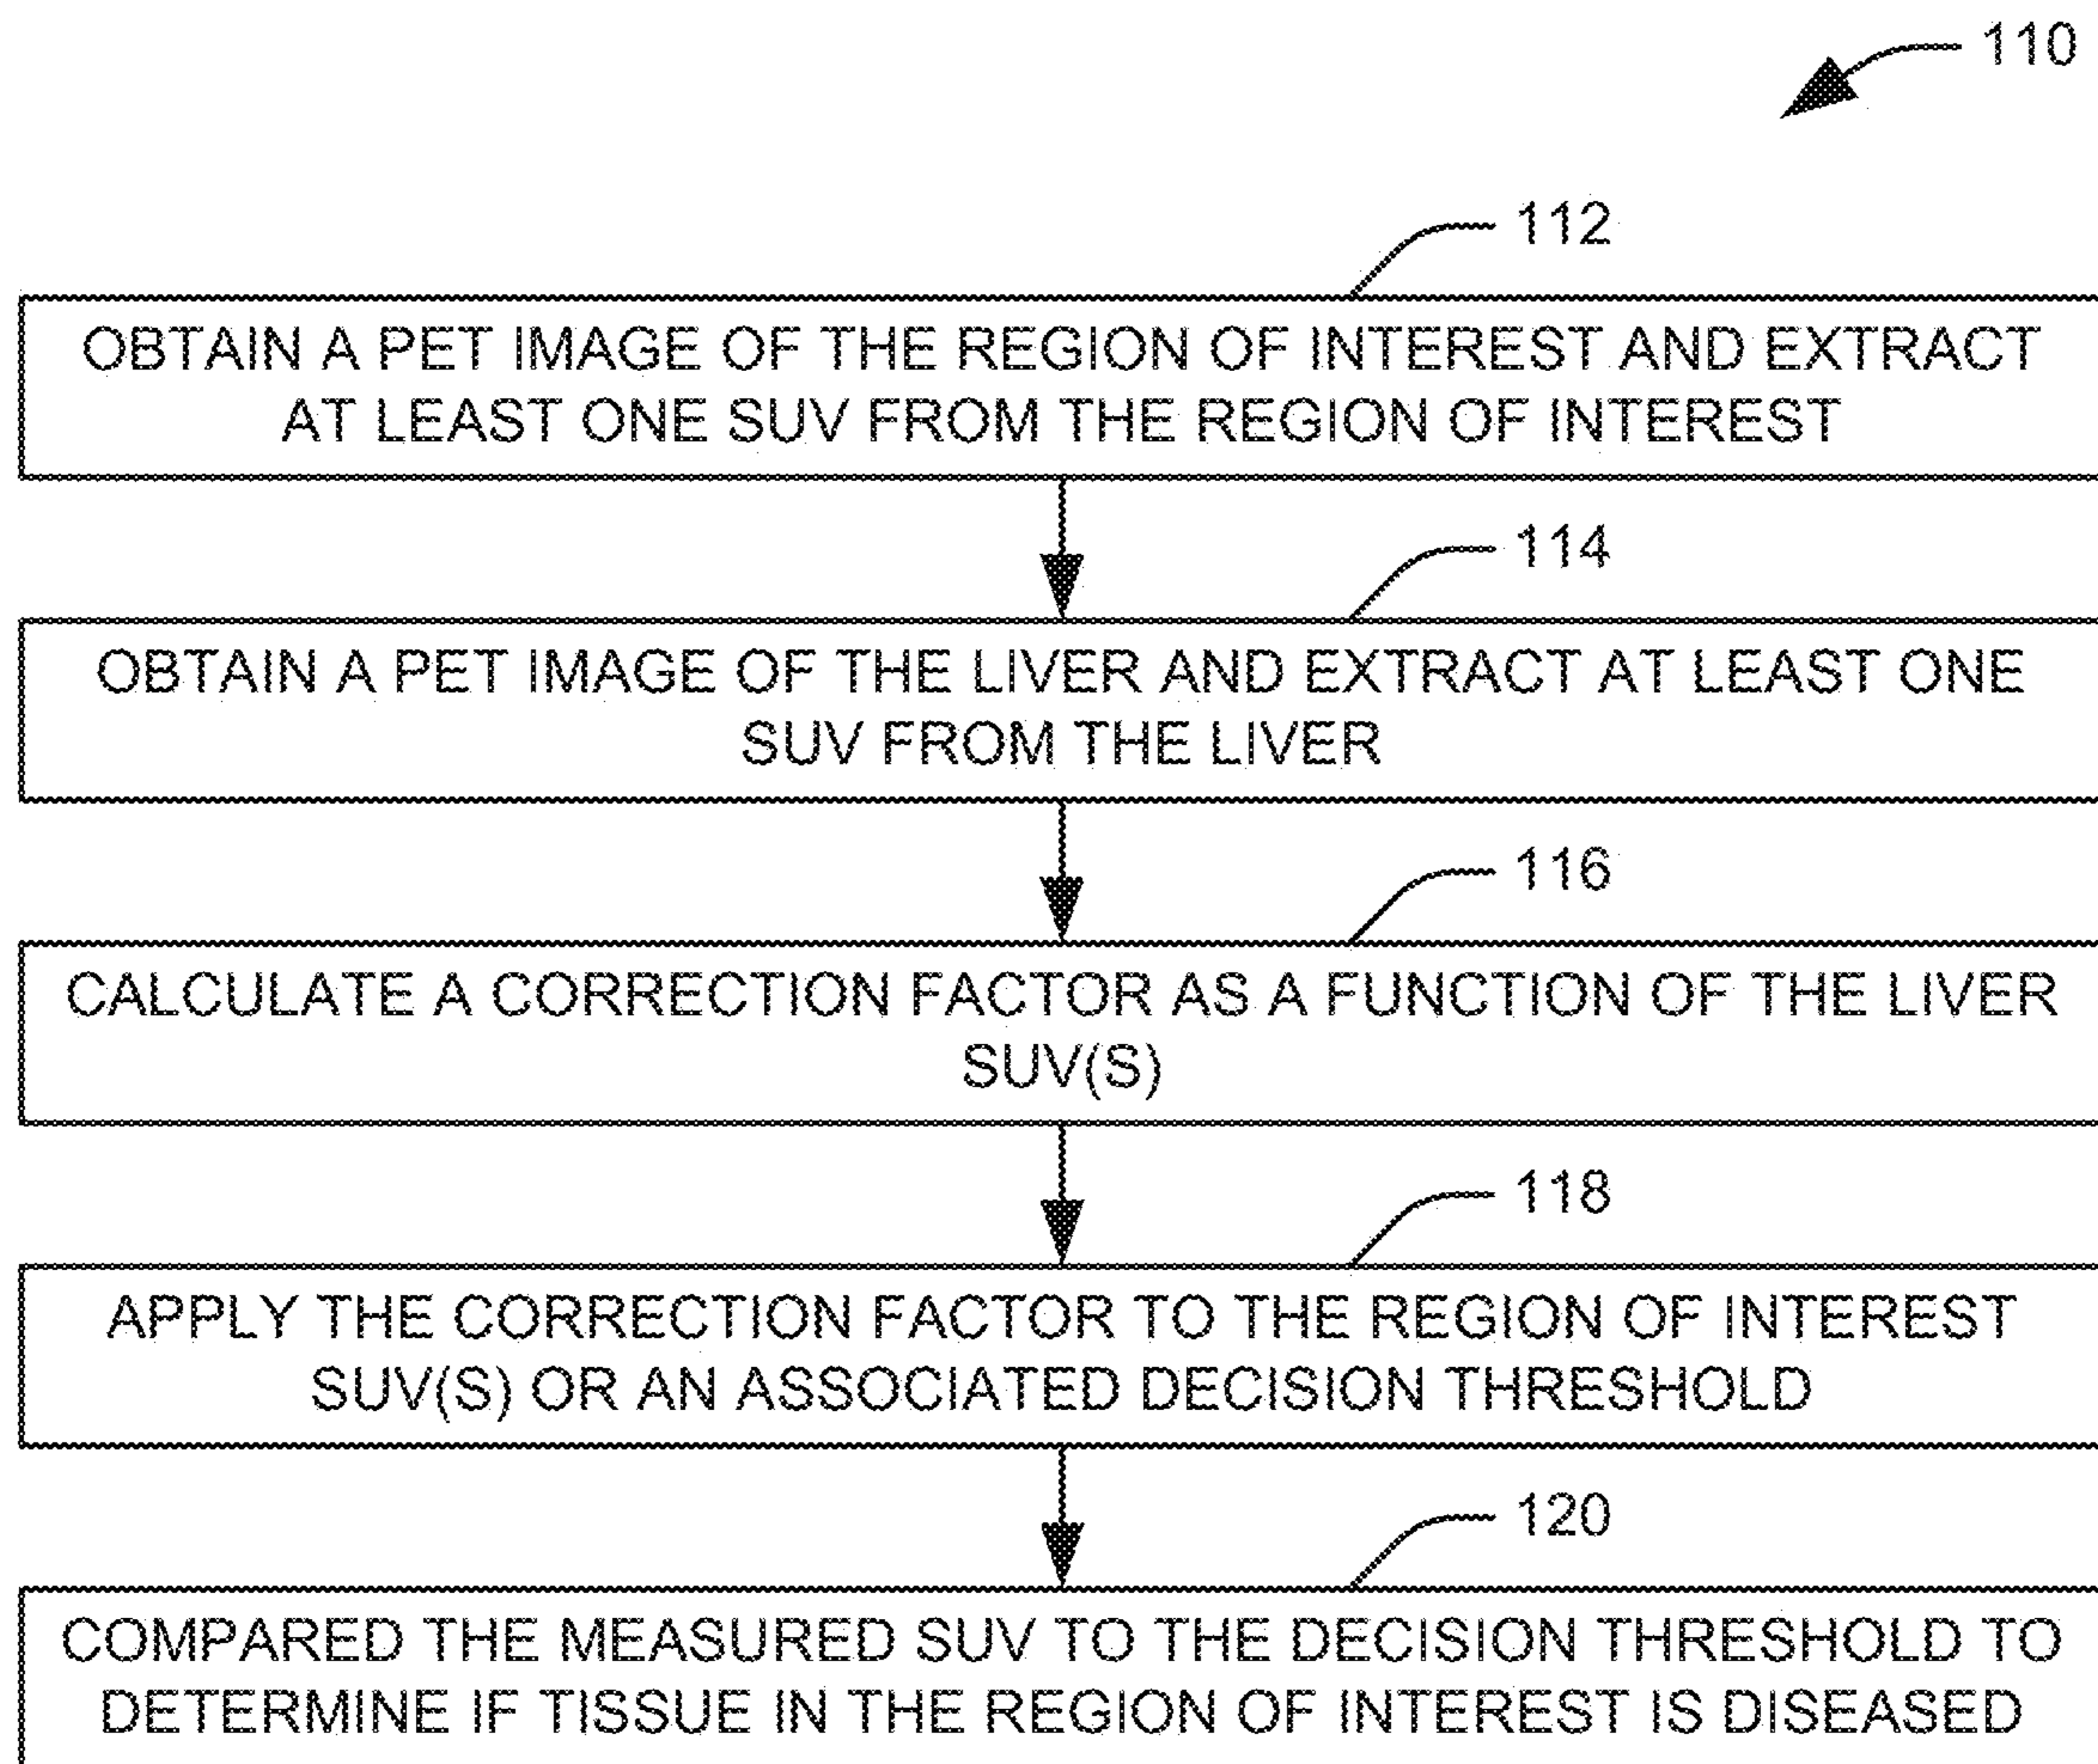 110
112
OBTAIN A PET IMAGE OF THE REGION OF INTEREST AND EXTRACT
AT LEAST ONE SUV FROM THE REGION OF INTEREST
114
OBTAIN A PET IMAGE OF THE LIVER AND EXTRACT AT LEAST ONE
SUV FROM THE LIVER
116
CALCULATE A CORRECTION FACTOR AS A FUNCTION OF THE LIVER
SUV(S)
118
APPLY THE CORRECTION FACTOR TO THE REGION OF INTEREST
SUV(S) OR AN ASSOCIATED DECISION THRESHOLD
120
COMPARED THE MEASURED SUV TO THE DECISION THRESHOLD TO
DETERMINE IF TISSUE IN THE REGION OF INTEREST IS DISEASED